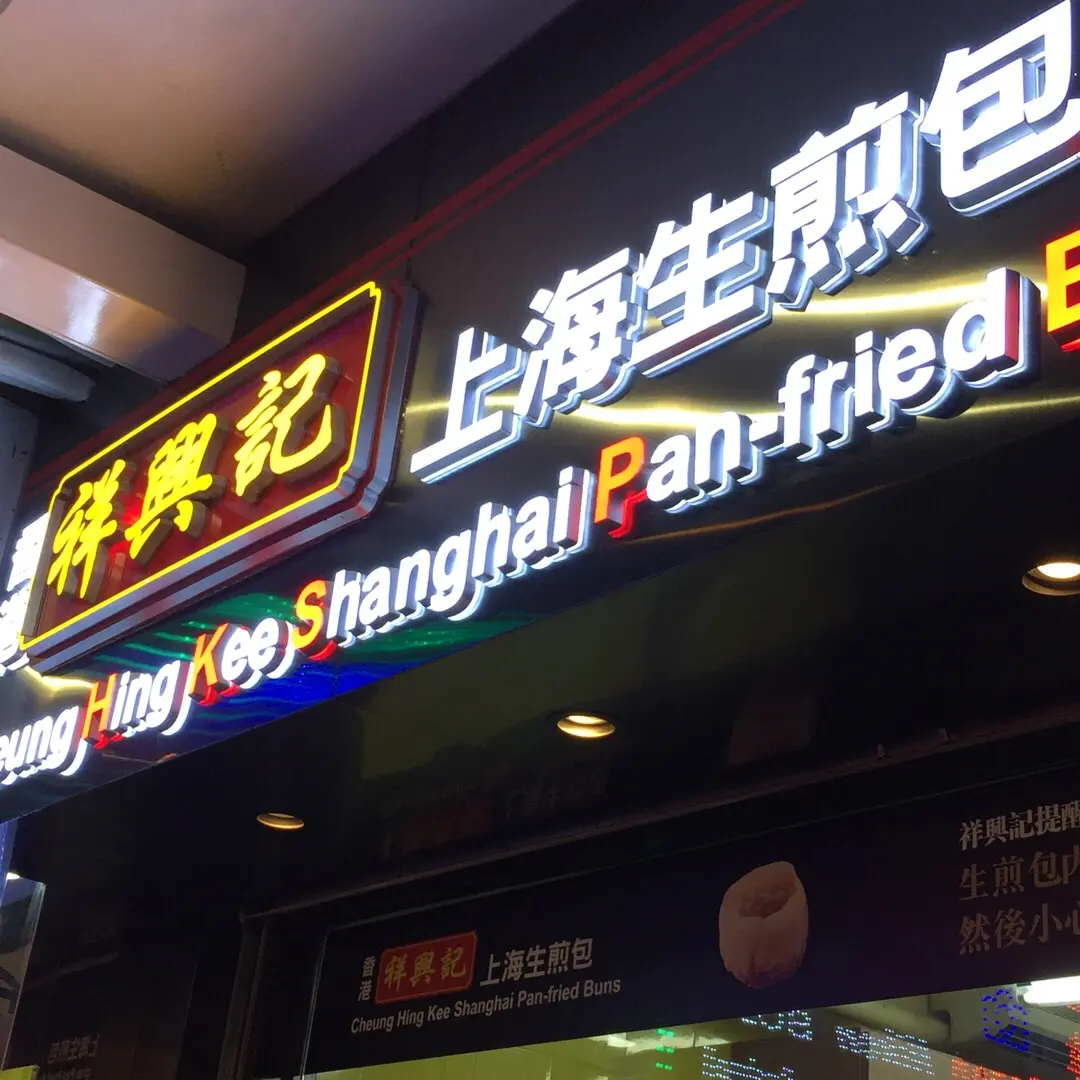 香港
祥興記
上海生煎包
eung Hing Kee Shanghai Pan-fried B
祥興記提醒
生煎包內
然後小心
香港
祥興記
上海生煎包
Cheung Hing Kee Shanghai Pan-fried Buns